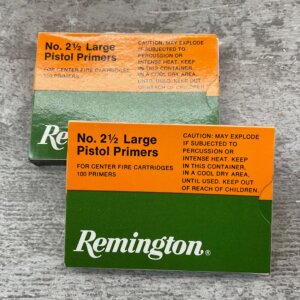 No. 2½ Large
Pistol Primers
FOR CENTER FIRE CARTRIDGES
100 PRIMERS
CAUTION: MAY EXPLODE
IF SUBJECTED TO
PERCUSSION OR
INTENSE HEAT. KEEP
IN THIS CONTAINER,
IN A COOL DRY AREA,
UNTIL USED. KEEP OUT
OF REACH OF CHILDREN.
Rem
No. 2½ Large
Pistol Primers
FOR CENTER FIRE CARTRIDGES
100 PRIMERS
CAUTION: MAY EXPLODE
IF SUBJECTED TO
PERCUSSION OR
INTENSE HEAT. KEEP
IN THIS CONTAINER,
IN A COOL DRY AREA,
UNTIL USED. KEEP OUT
OF REACH OF CHILDREN.
Remington®